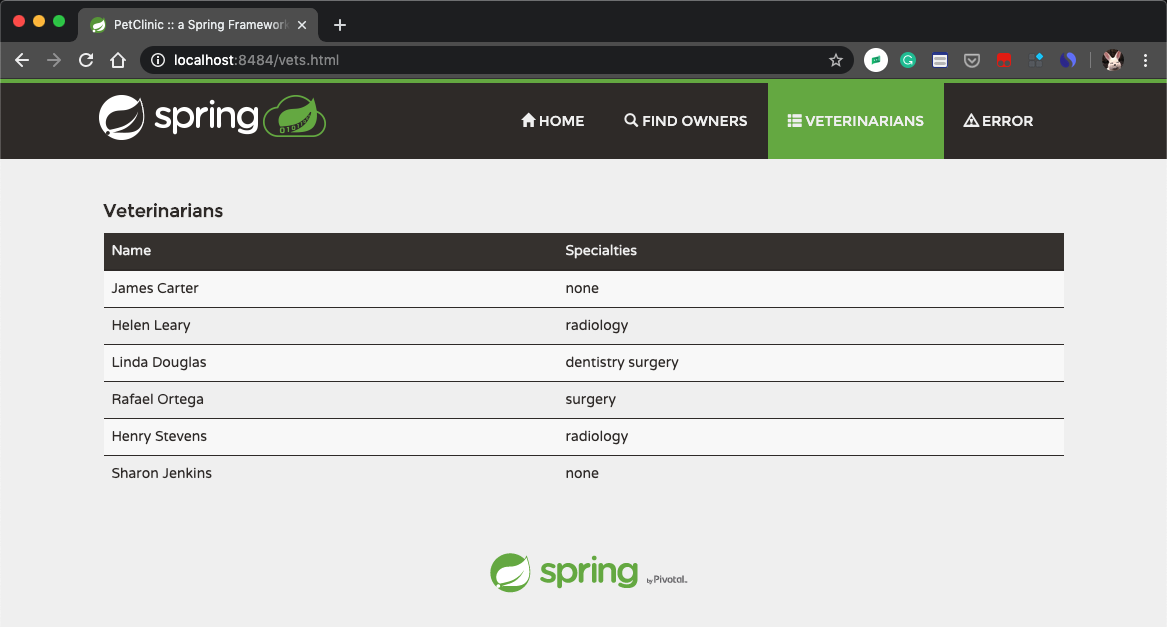 PetClinic :: a Spring Framework
localhost:8484/vets.html
spring
HOME
FIND OWNERS
VETERINARIANS
ERROR
Veterinarians
Name Specialties
James Carter none
Helen Leary radiology
Linda Douglas dentistry surgery
Rafael Ortega surgery
Henry Stevens radiology
Sharon Jenkins none
spring by Pivotal.